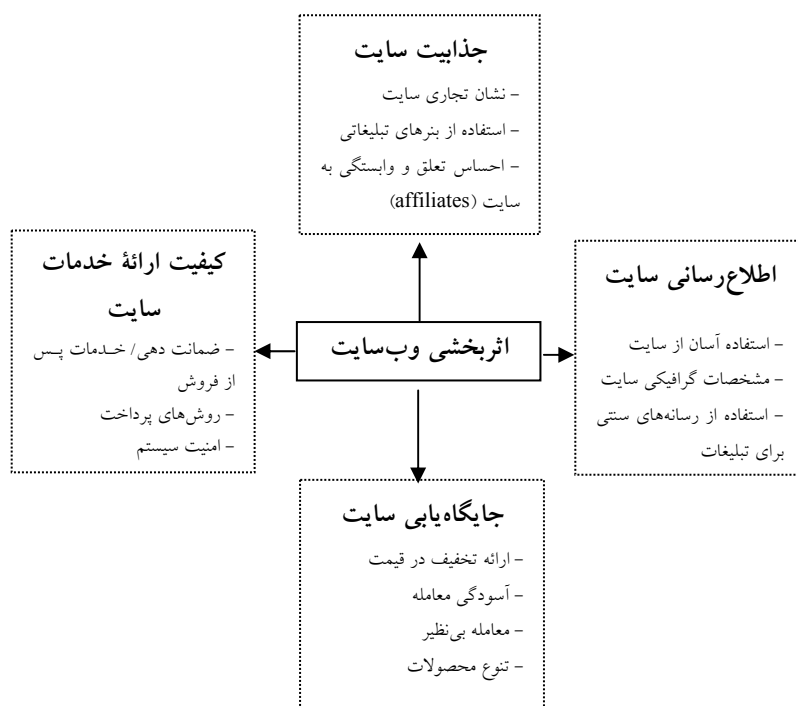 جذابیت سایت
- نشان تجاری سایت
- استفاده از بنرهای تبلیغاتی
- احساس تعلق و وابستگی به
سایت (affiliates)
اطلاع‌رسانی سایت
- استفاده آسان از سایت
- مشخصات گرافیکی سایت
- استفاده از رسانه‌های سنتی
برای تبلیغات
اثربخشی وب‌سایت
کیفیت ارائۀ خدمات
سایت
- ضمانت دهی/ خدمات پس
از فروش
- روش‌های پرداخت
- امنیت سیستم
جایگاه‌یابی سایت
- ارائه تخفیف در قیمت
- آسودگی معامله
- معامله بی‌نظیر
- تنوع محصولات